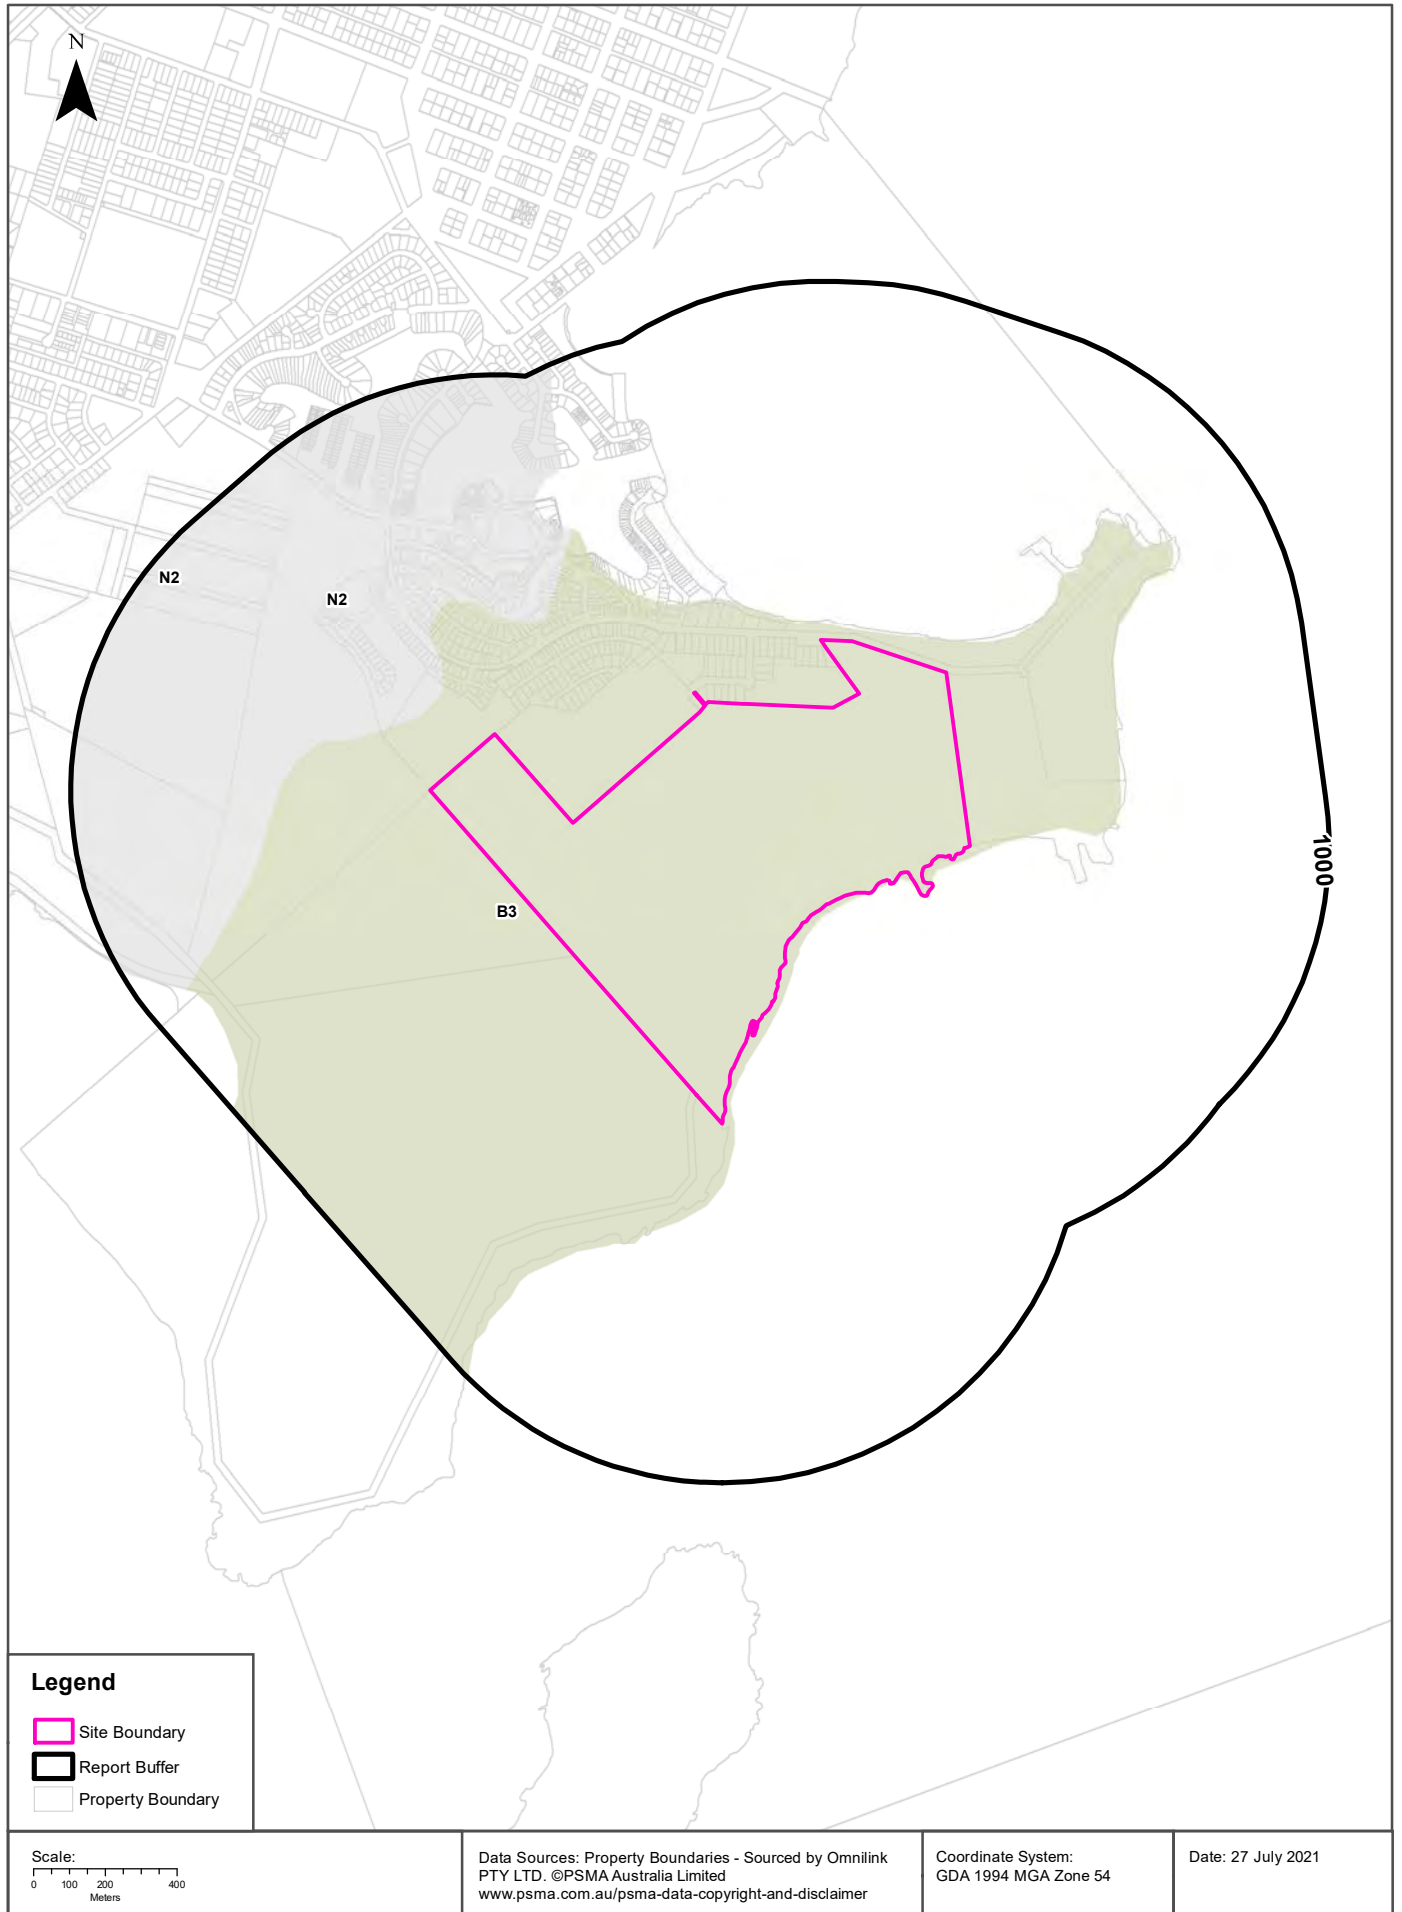 N
N2
N2
1000
B3
Legend
Site Boundary
Report Buffer
Property Boundary
Scale:
0 100 200 400
Meters
Data Sources: Property Boundaries - Sourced by Omnilink
PTY LTD. ©PSMA Australia Limited
www.psma.com.au/psma-data-copyright-and-disclaimer
Coordinate System:
GDA 1994 MGA Zone 54
Date: 27 July 2021